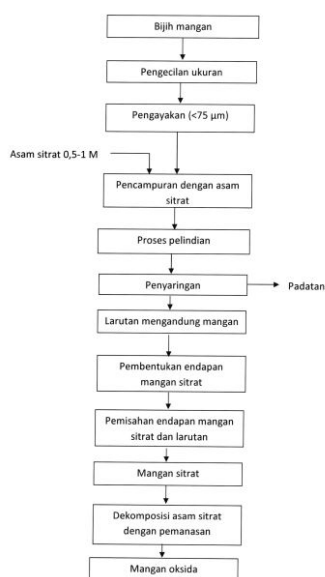 Bijih mangan
Pengecilan ukuran
Pengayakan (<75 µm)
Asam sitrat 0,5-1 M
Pencampuran dengan asam
sitrat
Proses pelindian
Penyaringan
Padatan
Larutan mengandung mangan
Pembentukan endapan
mangan sitrat
Pemisahan endapan mangan
sitrat dan larutan
Mangan sitrat
Dekomposisi asam sitrat
dengan pemanasan
Mangan oksida